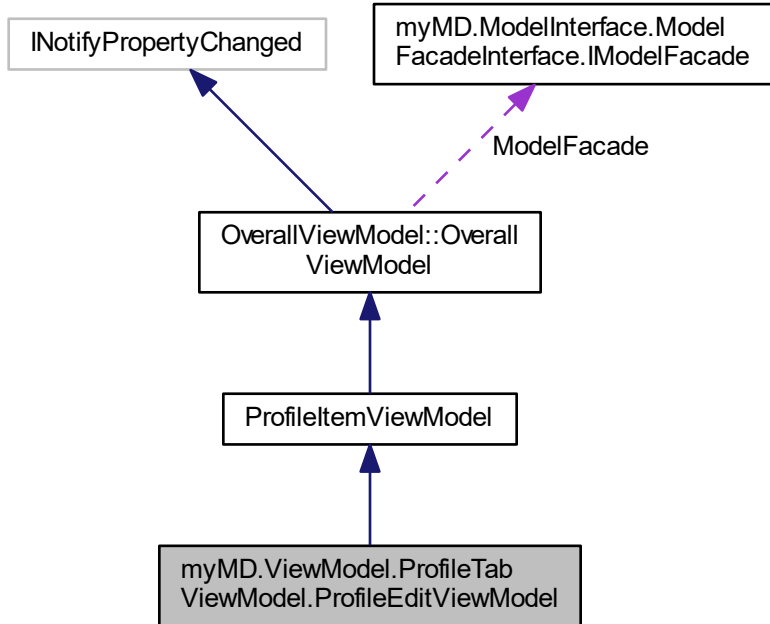 INotifyPropertyChanged
myMD.ModelInterface.Model
FacadeInterface.IModelFacade
ModelFacade
OverallViewModel::Overall
ViewModel
ProfileItemViewModel
myMD.ViewModel.ProfileTab
ViewModel.ProfileEditViewModel